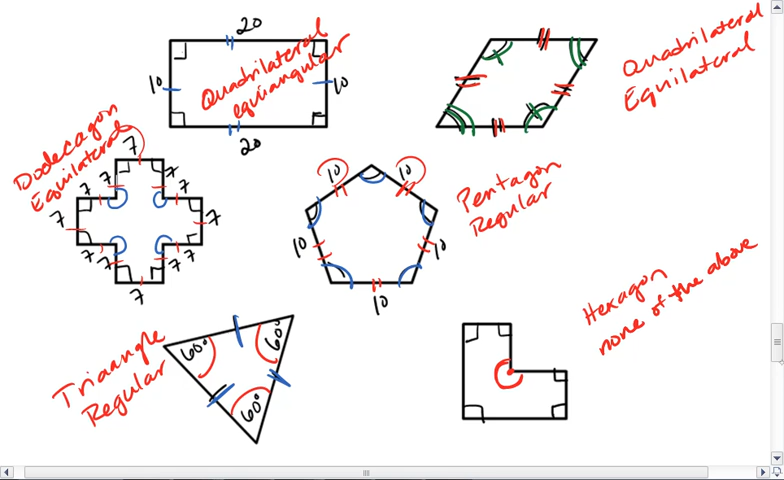 20
Quadrilateral
equiangular
10
10
20
Quadrilateral
Equilateral
Dodecagon
Equilateral
7
7
7
7
7
7
7
7
7
7
7
7
10
10
10
10
10
Pentagon
Regular
Triangle
Regular
60°
60°
60°
Hexagon
none of the above